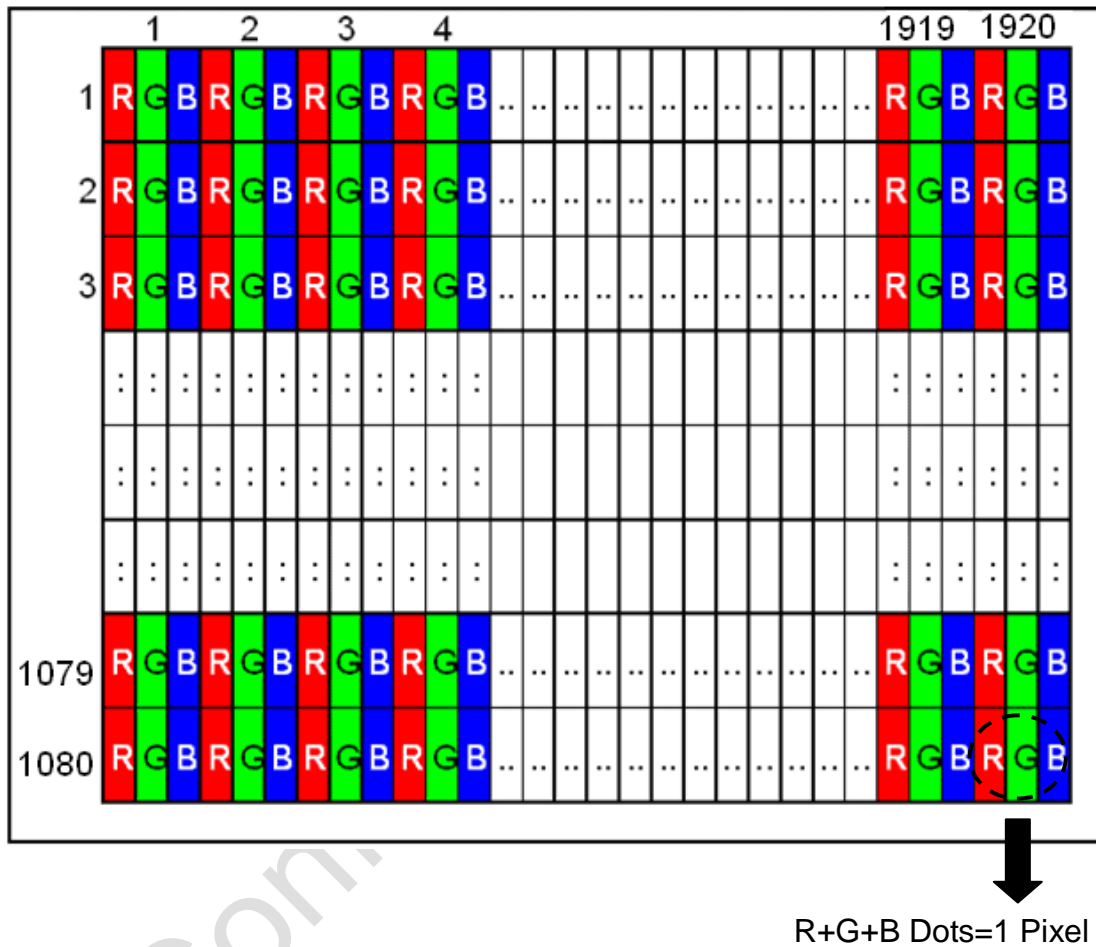 1 2 3 4 1919 1920
1 R G B R G B R G B R G B .. .. .. .. .. .. .. .. .. .. .. .. R G B R G B
2 R G B R G B R G B R G B .. .. .. .. .. .. .. .. .. .. .. .. R G B R G B
3 R G B R G B R G B R G B .. .. .. .. .. .. .. .. .. .. .. .. R G B R G B
: : : : : : : : : : : : : : : : : :
: : : : : : : : : : : : : : : : : :
: : : : : : : : : : : : : : : : : :
1079 R G B R G B R G B R G B .. .. .. .. .. .. .. .. .. .. .. .. R G B R G B
1080 R G B R G B R G B R G B .. .. .. .. .. .. .. .. .. .. .. .. R G B R G B
R+G+B Dots=1 Pixel